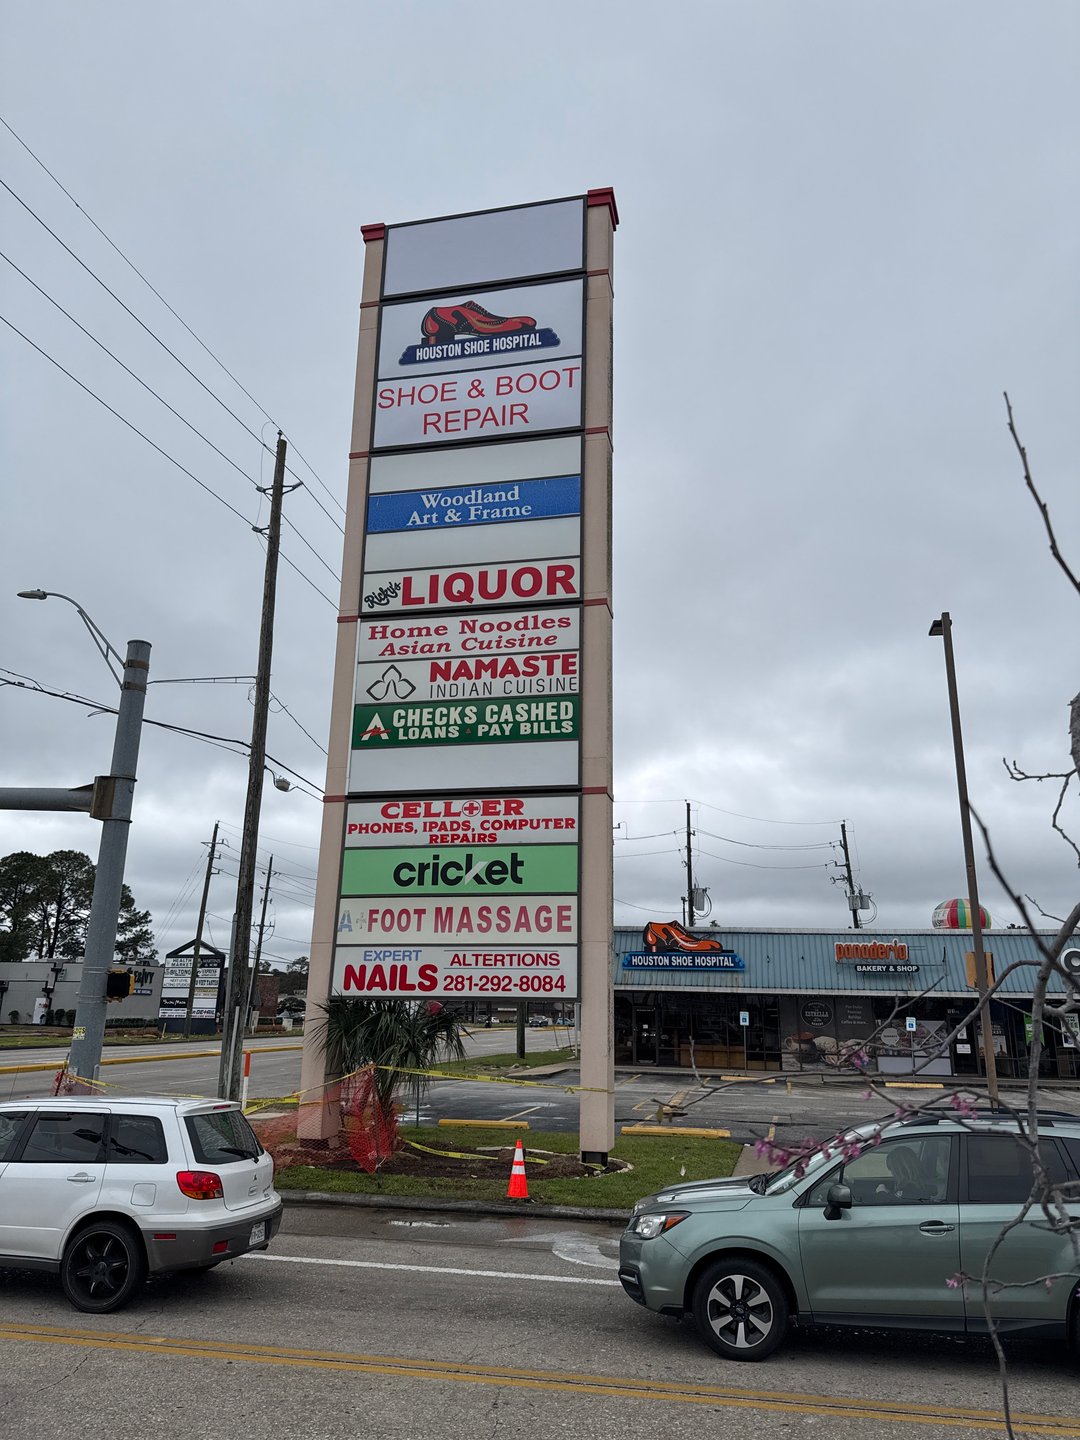 HOUSTON SHOE HOSPITAL
SHOE & BOOT
REPAIR
Woodland
Art & Frame
Ricky's LIQUOR
Home Noodles
Asian Cuisine
NAMASTE
INDIAN CUISINE
A CHECKS CASHED
LOANS PAY BILLS
CELL ER
PHONES, IPADS, COMPUTER
REPAIRS
cricket
A+ FOOT MASSAGE
EXPERT
NAILS
ALTERTIONS
281-292-8084
HOUSTON SHOE HOSPITAL
panaderia
BAKERY & SHOP
ESTRELLA